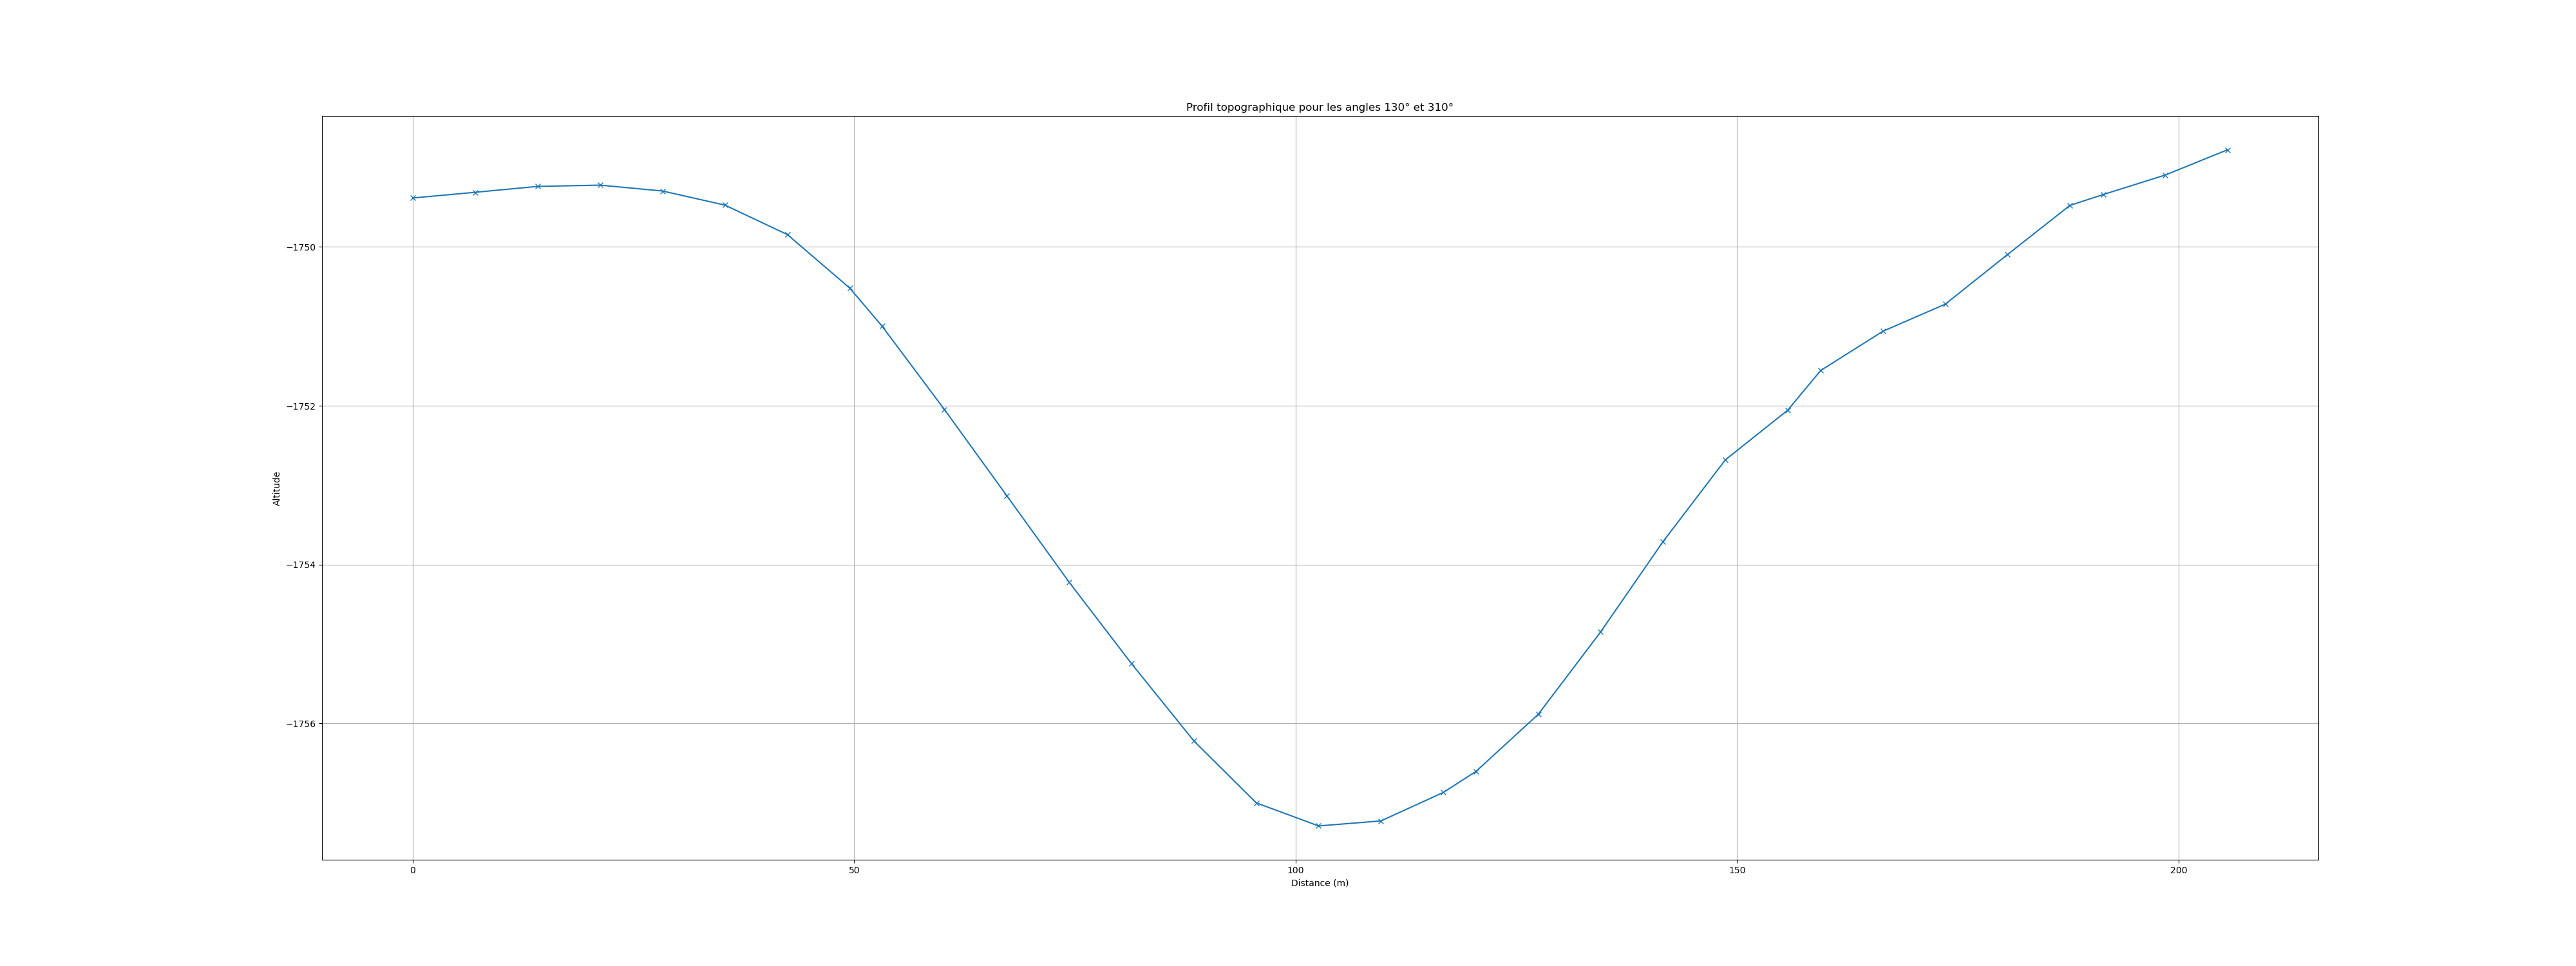 Profil topographique pour les angles 130° et 310°
Altitude
−1750
−1752
−1754
−1756
0 50 100 150 200
Distance (m)